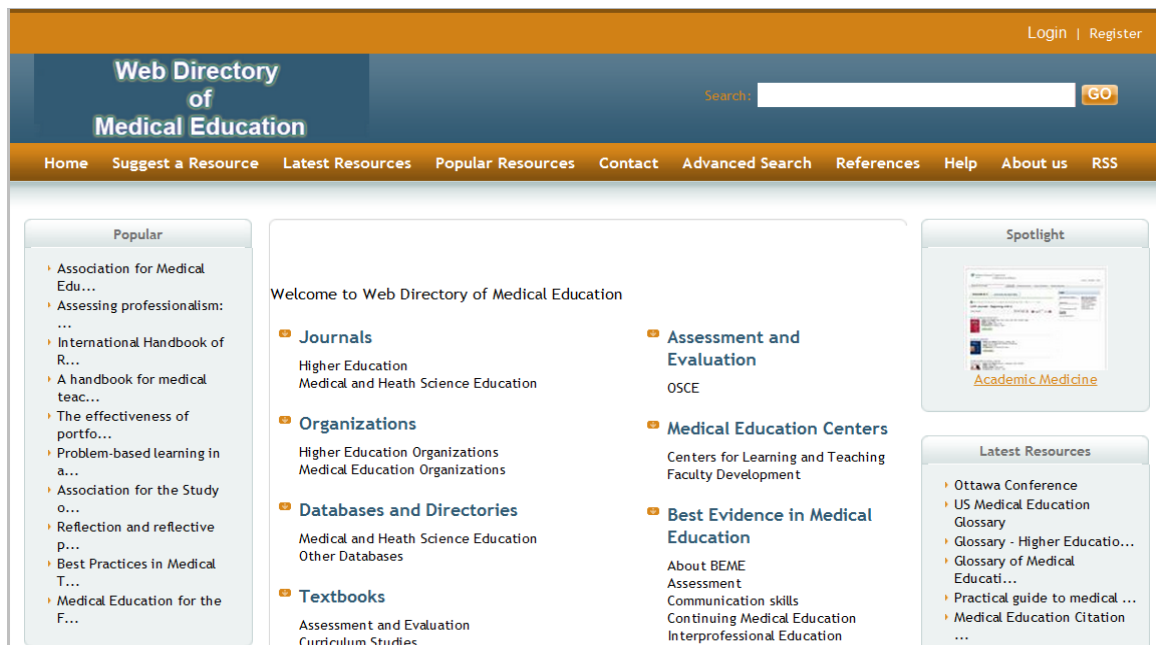 Login | Register
Web Directory
of
Medical Education
Search:
GO
Home Suggest a Resource Latest Resources Popular Resources Contact Advanced Search References Help About us RSS
Popular
Association for Medical
Edu...
Assessing professionalism:
...
International Handbook of
R...
A handbook for medical
teac...
The effectiveness of
portfo...
Problem-based learning in
a...
Association for the Study
o...
Reflection and reflective
p...
Best Practices in Medical
T...
Medical Education for the
F...
Welcome to Web Directory of Medical Education
Journals
Higher Education
Medical and Heath Science Education
Organizations
Higher Education Organizations
Medical Education Organizations
Databases and Directories
Medical and Heath Science Education
Other Databases
Textbooks
Assessment and Evaluation
Curriculum Studies
Assessment and
Evaluation
OSCE
Medical Education Centers
Centers for Learning and Teaching
Faculty Development
Best Evidence in Medical
Education
About BEME
Assessment
Communication skills
Continuing Medical Education
Interprofessional Education
Spotlight
Academic Medicine
Latest Resources
Ottawa Conference
US Medical Education
Glossary
Glossary - Higher Educatio...
Glossary of Medical
Educati...
Practical guide to medical ...
Medical Education Citation
...